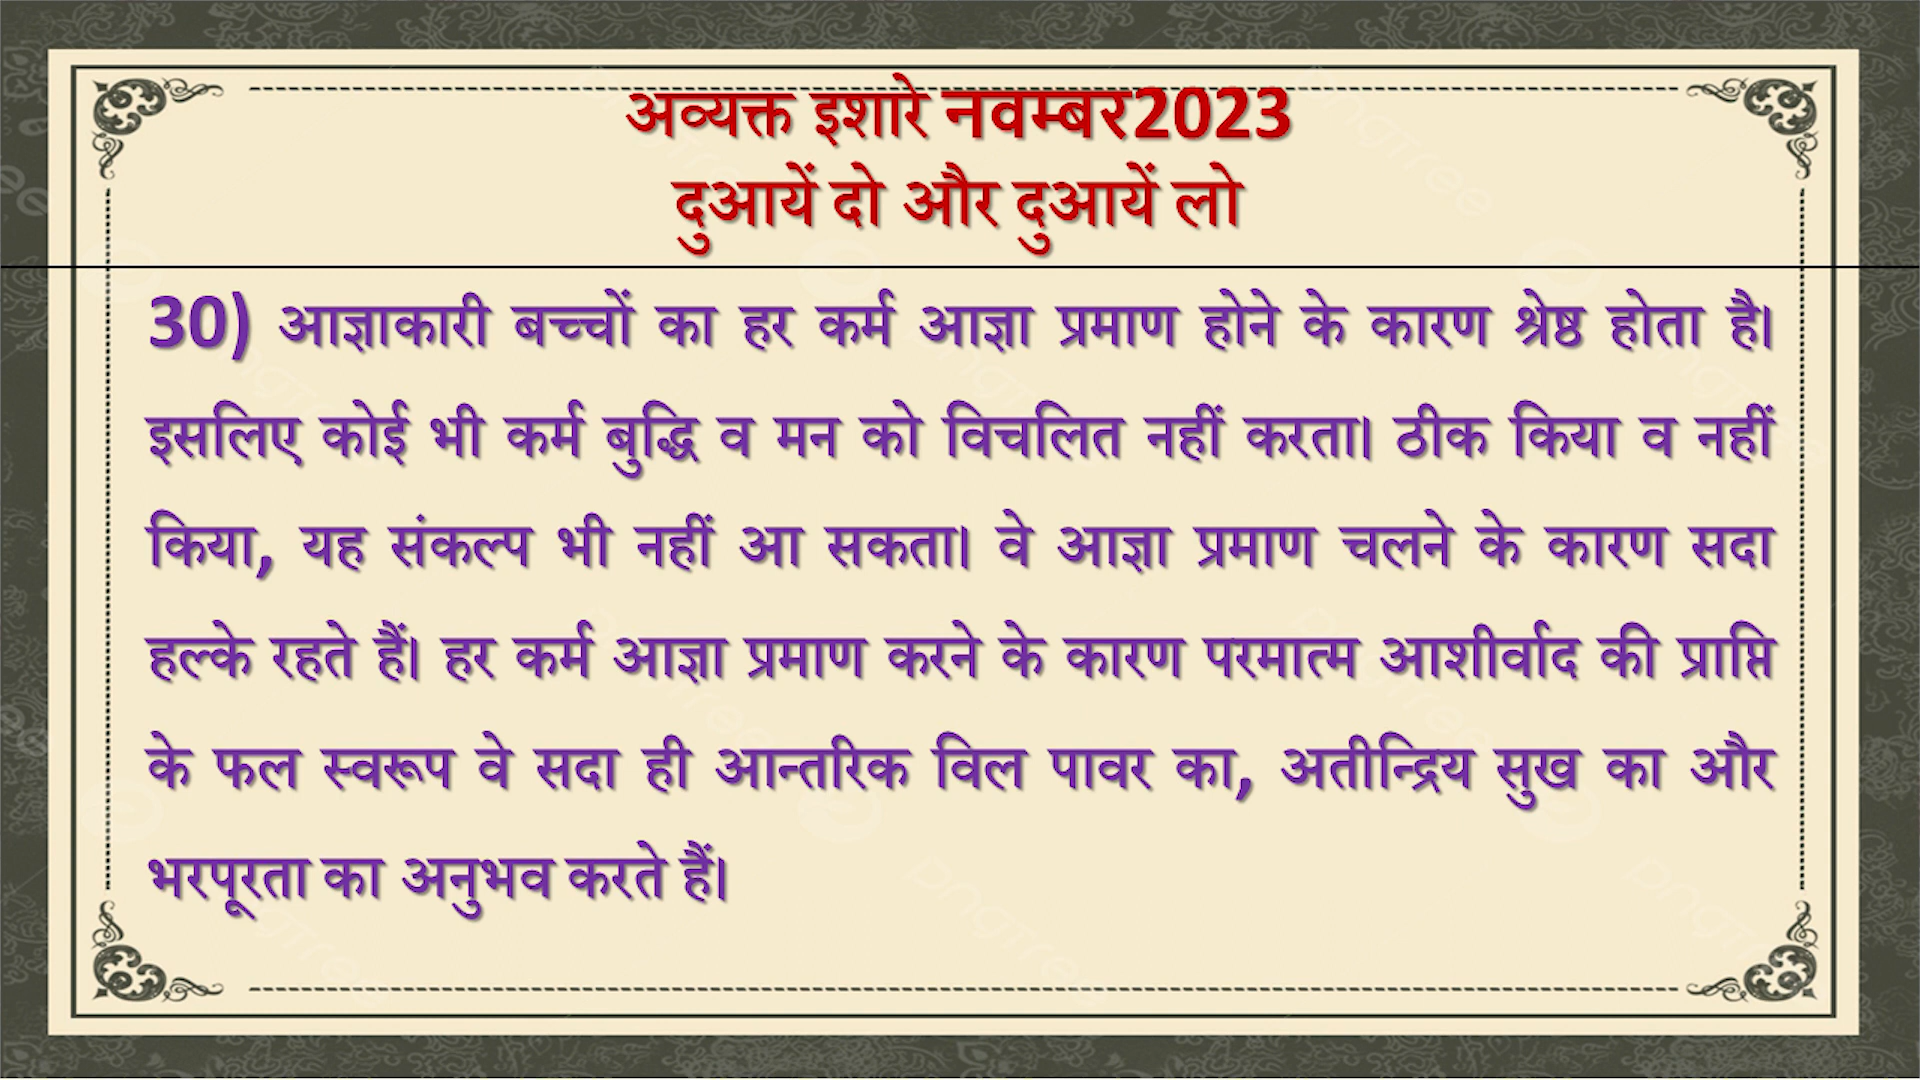 अव्यक्त इशारे नवम्बर2023
दुआयें दो और दुआयें लो
30) आज्ञाकारी बच्चों का हर कर्म आज्ञा प्रमाण होने के कारण श्रेष्ठ होता है।
इसलिए कोई भी कर्म बुद्धि व मन को विचलित नहीं करता। ठीक किया व नहीं
किया, यह संकल्प भी नहीं आ सकता। वे आज्ञा प्रमाण चलने के कारण सदा
हल्के रहते हैं। हर कर्म आज्ञा प्रमाण करने के कारण परमात्म आशीर्वाद की प्राप्ति
के फल स्वरूप वे सदा ही आन्तरिक विल पावर का, अतीन्द्रिय सुख का और
भरपूरता का अनुभव करते हैं।